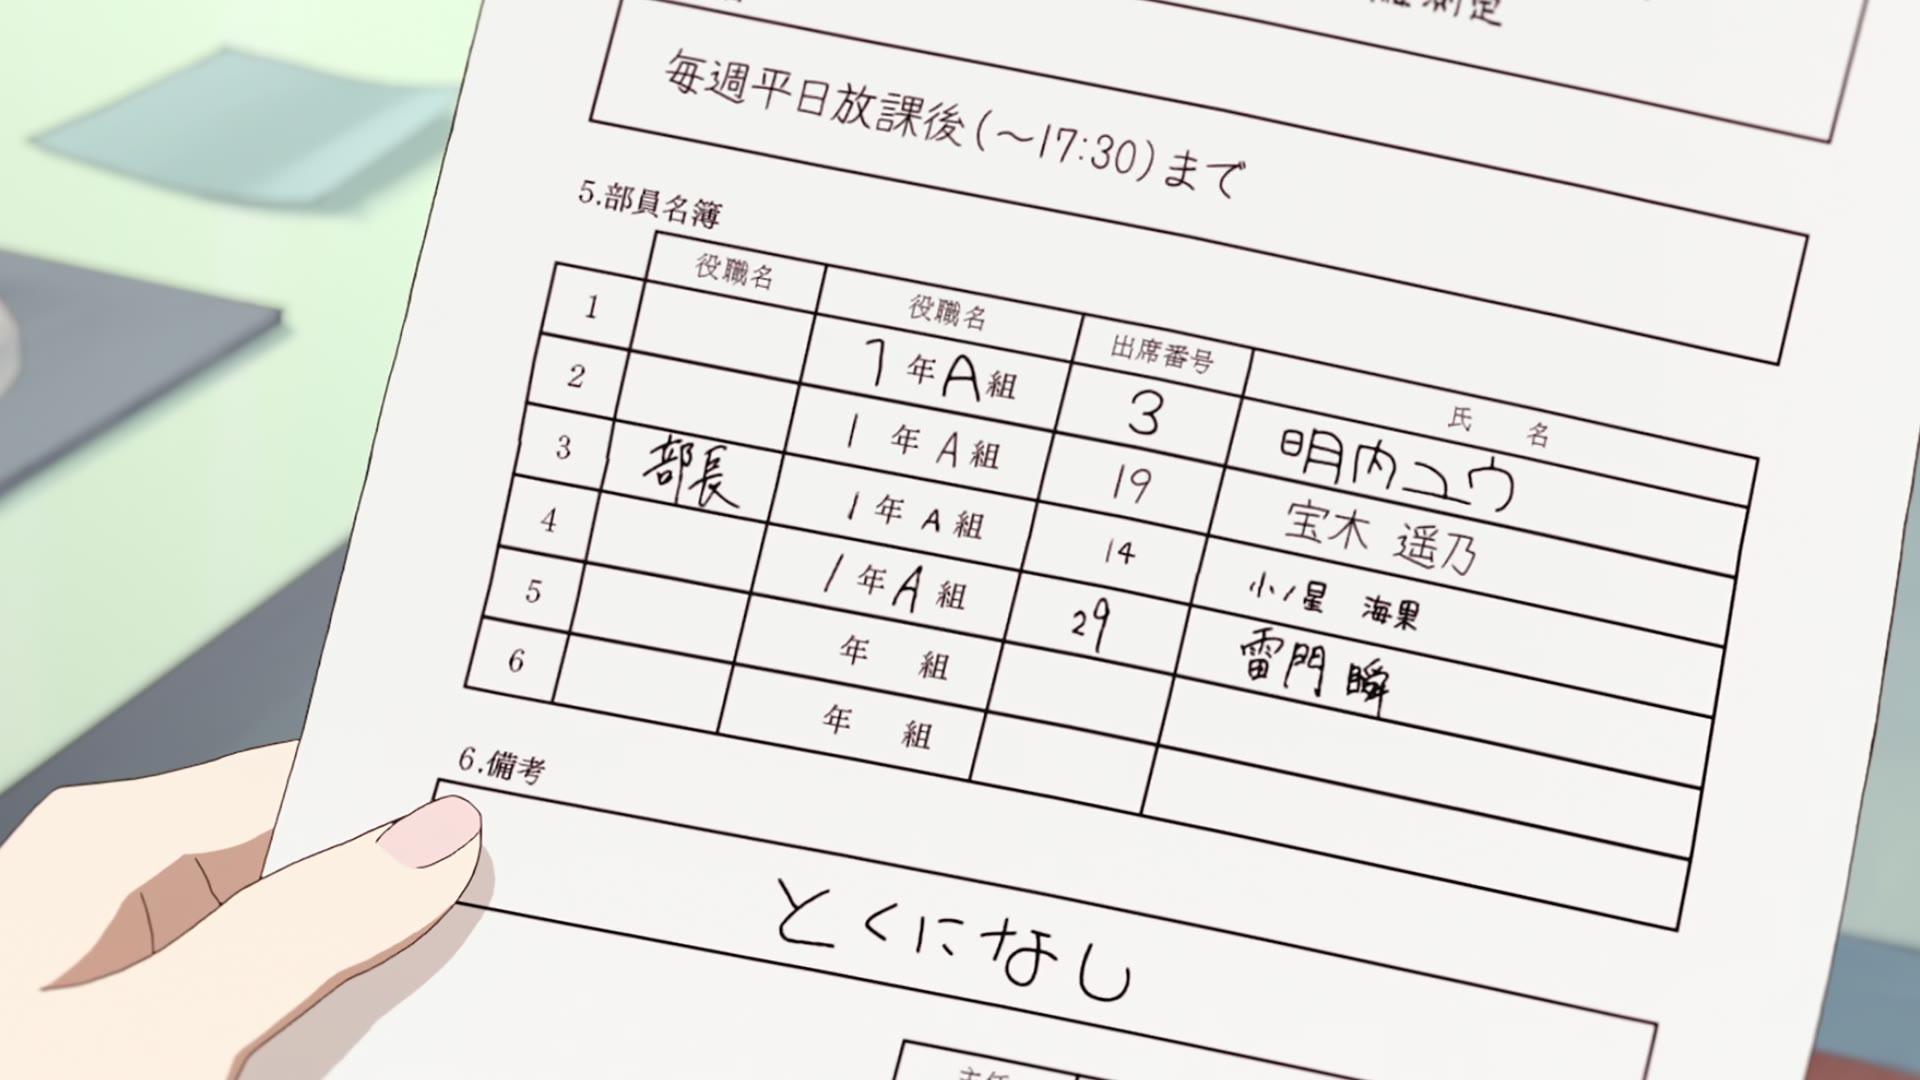 測定
毎週平日放課後(〜17:30)まで
5.部員名簿
役職名 役職名 出席番号 氏 名
1 1年A組 3 明内ユウ
2 1年A組 19 宝木 遥乃
3 部長 1年A組 14 小ノ星 海果
4 1年A組 29 雷門 瞬
5 年 組
6 年 組
6.備考
とくになし
主任